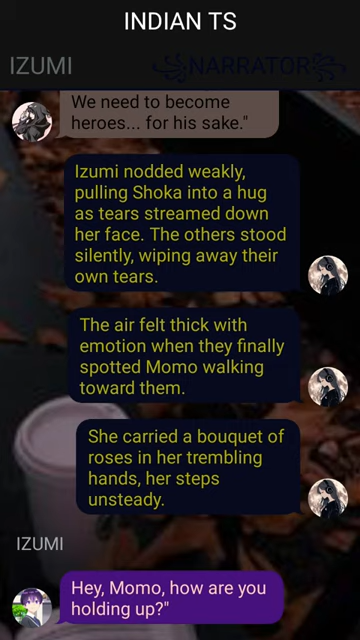 INDIAN TS
IZUMI
꧁NARRATOR꧂
We need to become
heroes... for his sake."
Izumi nodded weakly,
pulling Shoka into a hug
as tears streamed down
her face. The others stood
silently, wiping away their
own tears.
The air felt thick with
emotion when they finally
spotted Momo walking
toward them.
She carried a bouquet of
roses in her trembling
hands, her steps
unsteady.
IZUMI
Hey, Momo, how are you
holding up?"